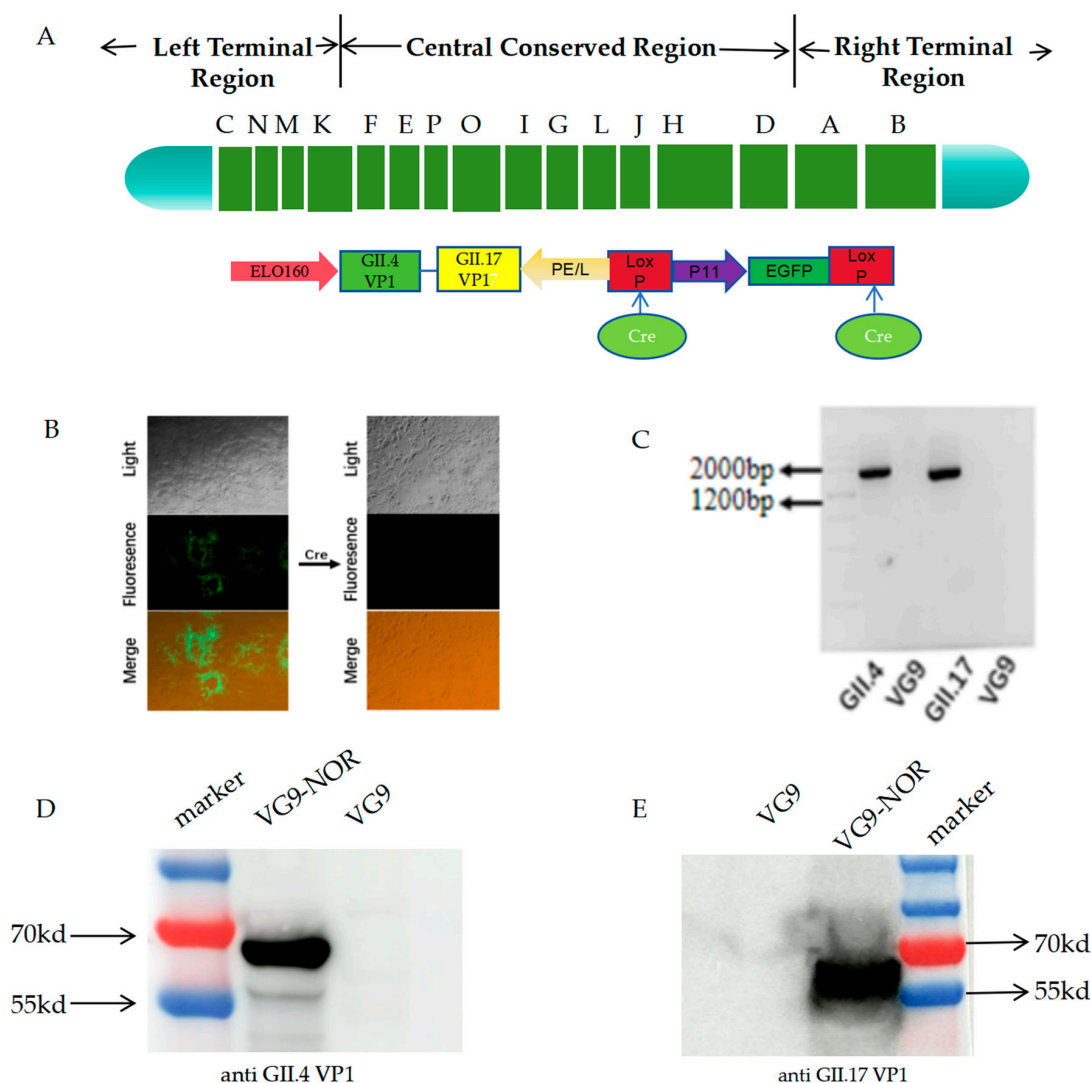 A
Left Terminal
Region
Central Conserved Region
Right Terminal
Region
C N M K F E P O I G L J H D A B
ELO160
GII.4
VP1
GII.17
VP17
PE/L
Lox
P
P11
EGFP
Lox
P
Cre
Cre
B
Light
Fluoresence
Merge
Cre
Light
Fluoresence
Merge
C
2000bp
1200bp
GII.4
VG9
GII.17
VG9
D
marker
VG9-NOR
VG9
70kd
55kd
anti GII.4 VP1
E
VG9
VG9-NOR
marker
70kd
55kd
anti GII.17 VP1